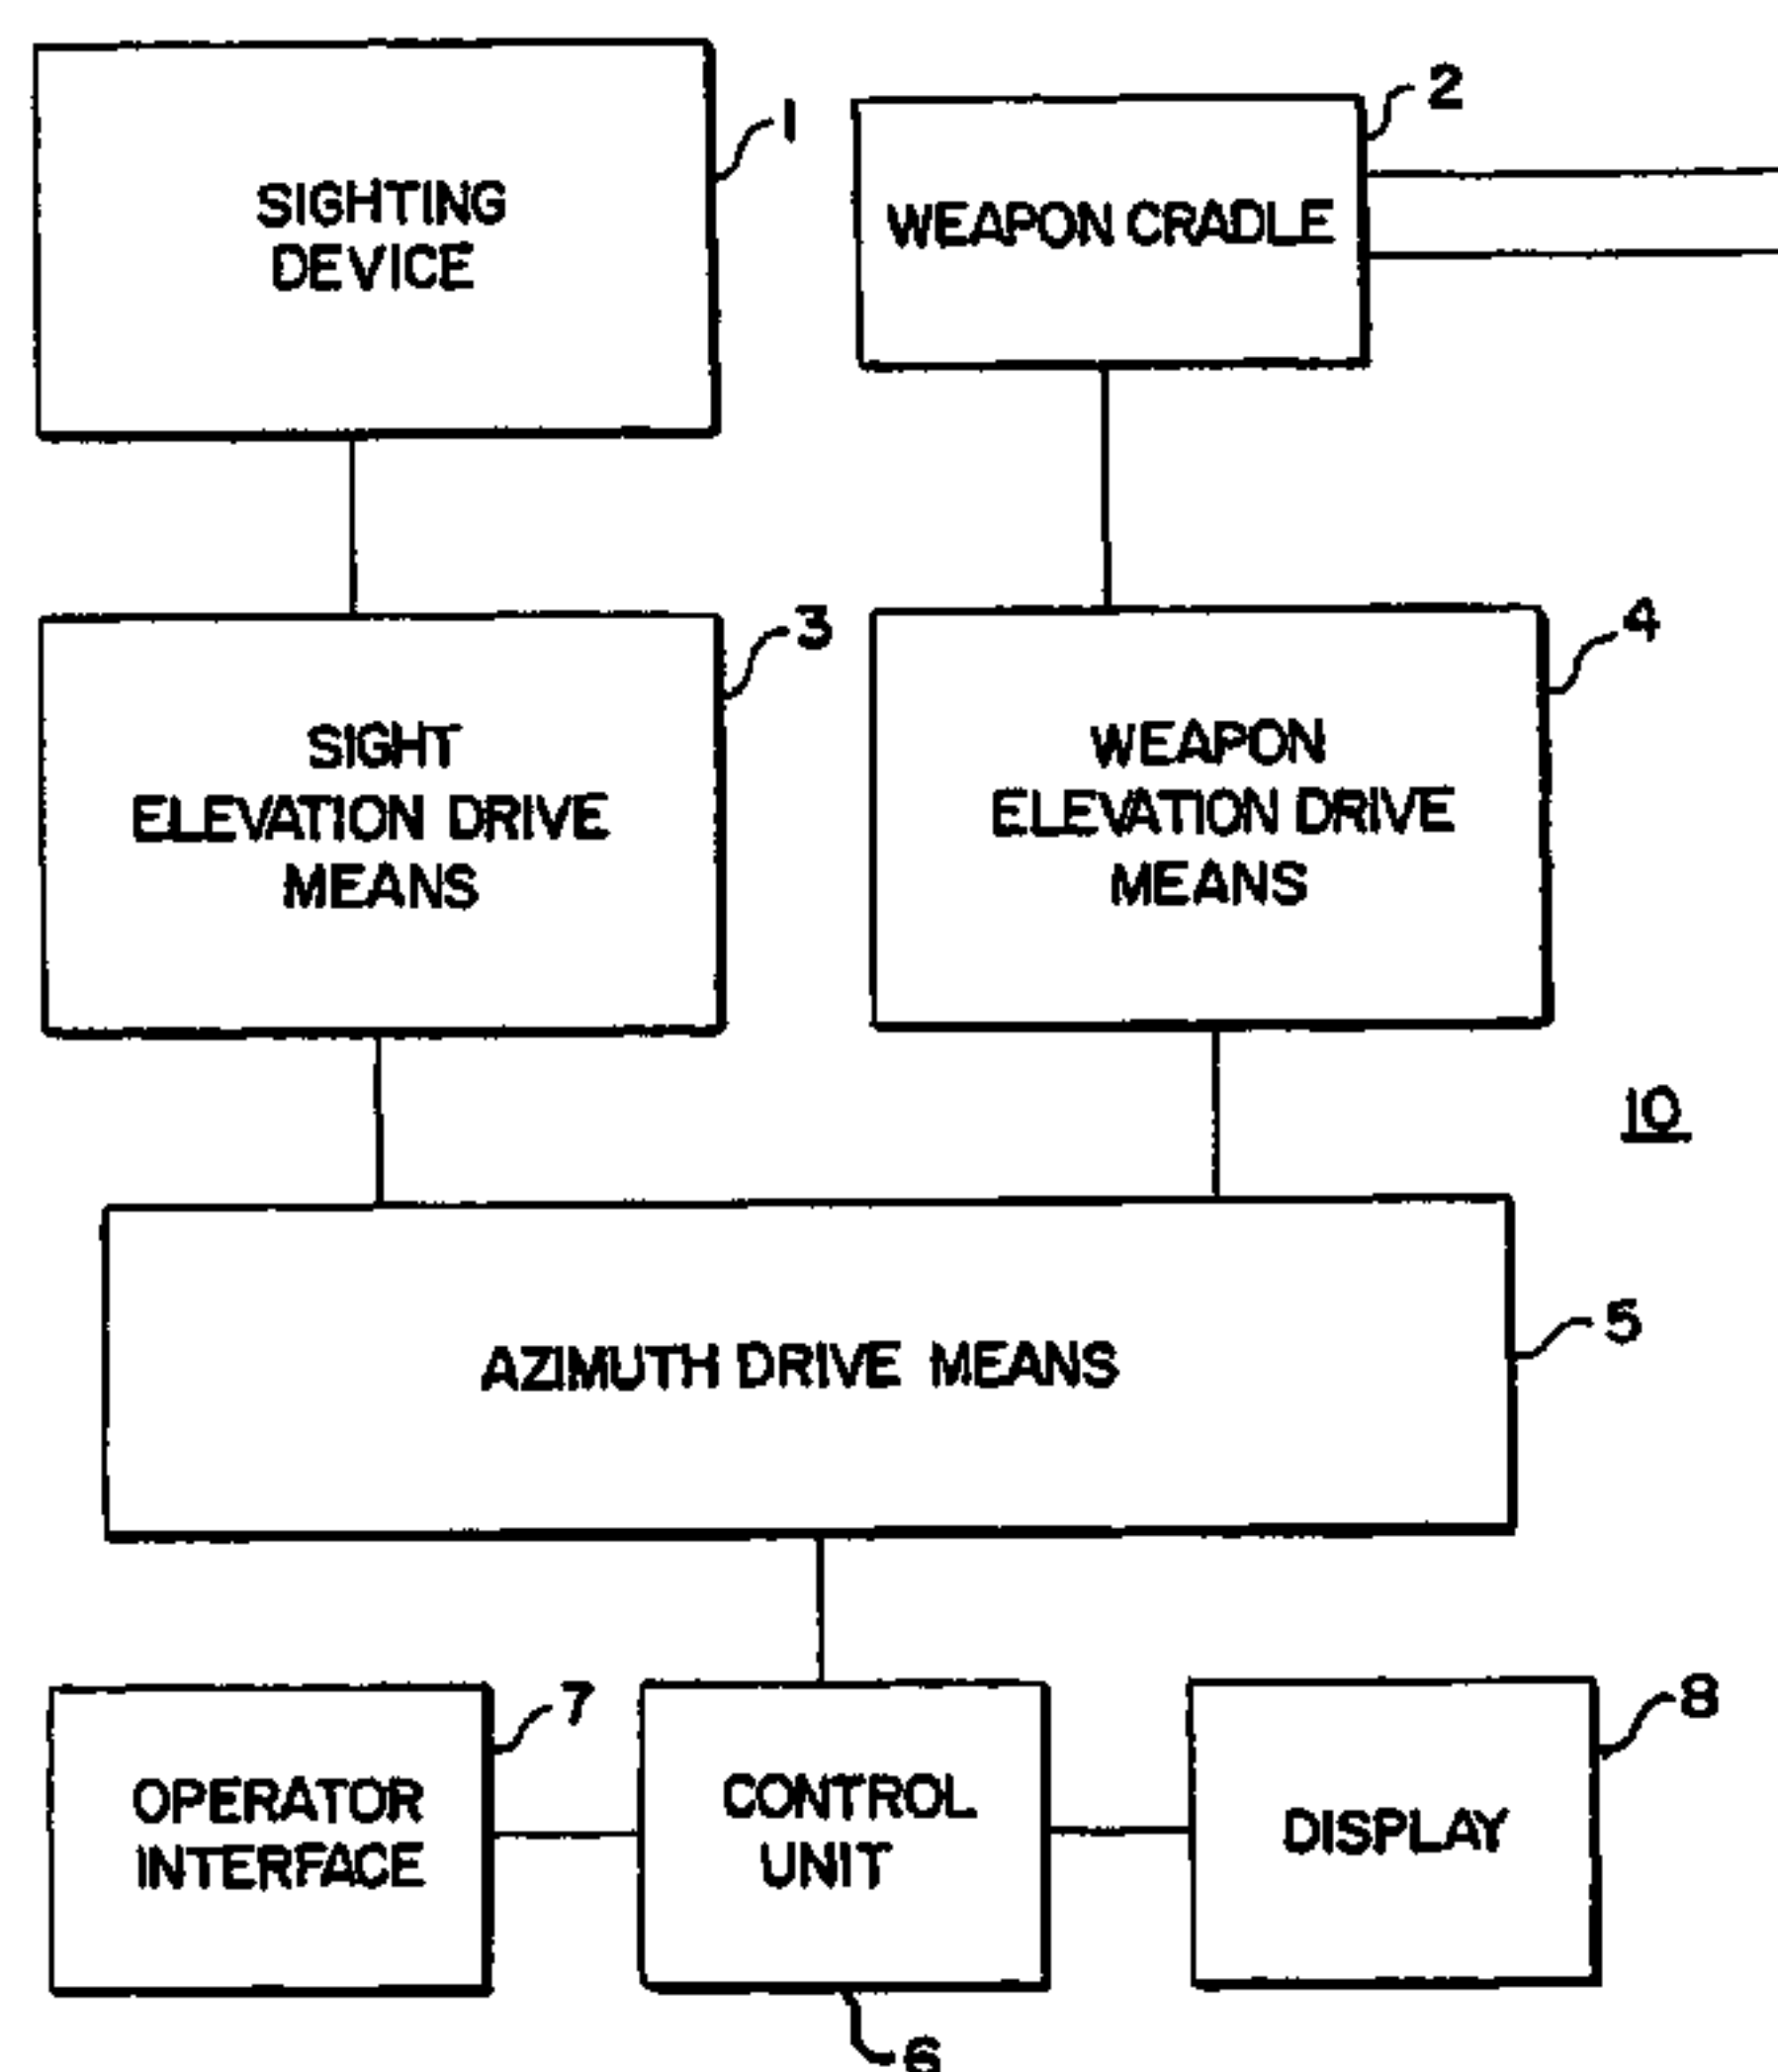 1
2
SIGHTING
DEVICE
WEAPON CRADLE
3
4
SIGHT
ELEVATION DRIVE
MEANS
WEAPON
ELEVATION DRIVE
MEANS
10
5
AZIMUTH DRIVE MEANS
7
8
OPERATOR
INTERFACE
CONTROL
UNIT
DISPLAY
6